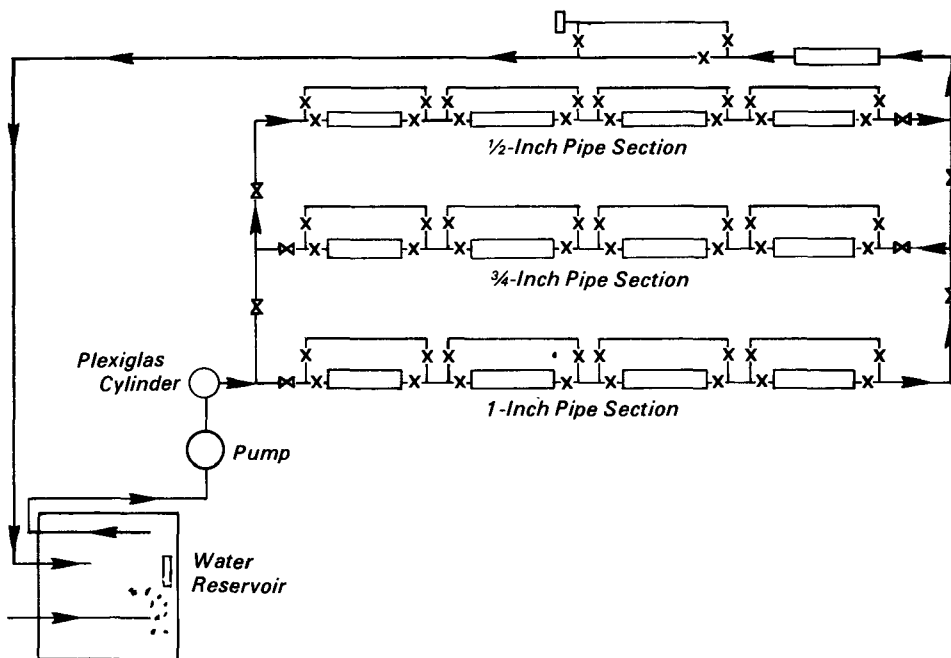 ½-Inch Pipe Section
¾-Inch Pipe Section
Plexiglas
Cylinder
1-Inch Pipe Section
Pump
Water
Reservoir